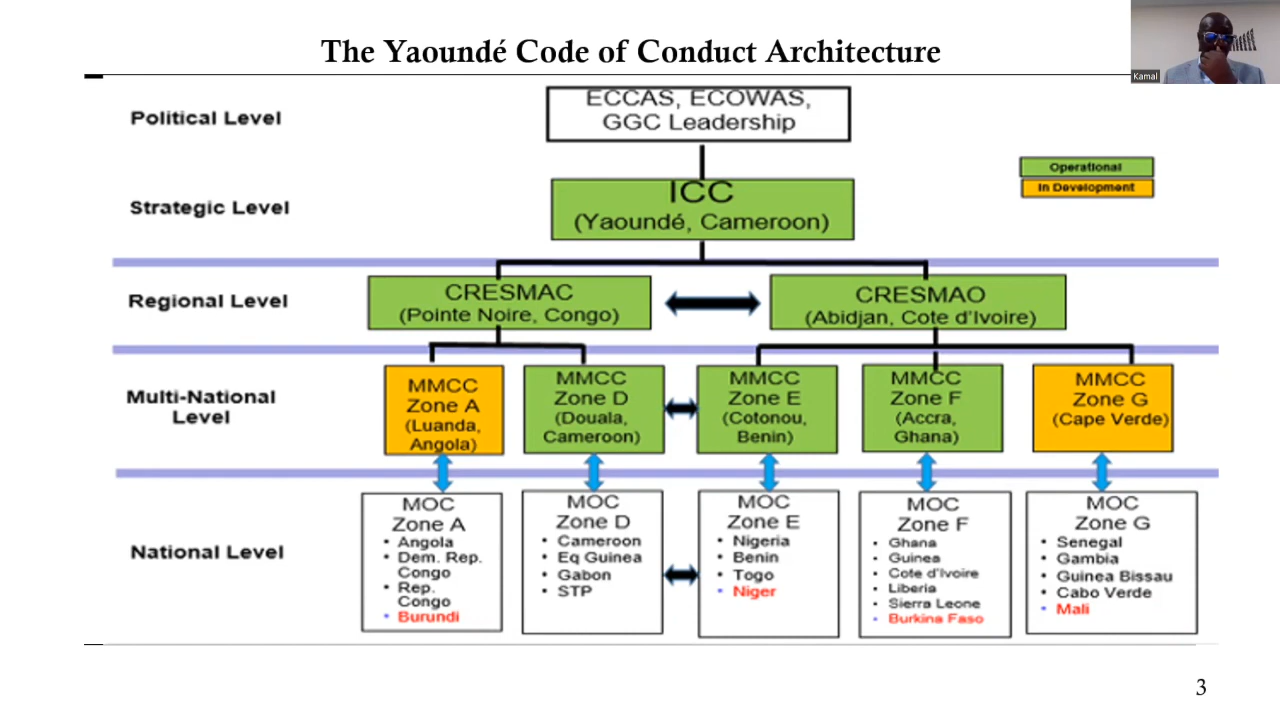 The Yaoundé Code of Conduct Architecture
Kamal
Political Level
ECCAS, ECOWAS,
GGC Leadership
Operational
In Development
Strategic Level
ICC
(Yaoundé, Cameroon)
Regional Level
CRESMAC
(Pointe Noire, Congo)
CRESMAO
(Abidjan, Cote d'Ivoire)
Multi-National
Level
MMCC
Zone A
(Luanda,
Angola)
MMCC
Zone D
(Douala,
Cameroon)
MMCC
Zone E
(Cotonou,
Benin)
MMCC
Zone F
(Accra,
Ghana)
MMCC
Zone G
(Cape Verde)
National Level
MOC
Zone A
• Angola
• Dem. Rep.
Congo
• Rep.
Congo
• Burundi
MOC
Zone D
• Cameroon
• Eq Guinea
• Gabon
• STP
MOC
Zone E
• Nigeria
• Benin
• Togo
• Niger
MOC
Zone F
• Ghana
• Guinea
• Cote d'Ivoire
• Liberia
• Sierra Leone
• Burkina Faso
MOC
Zone G
• Senegal
• Gambia
• Guinea Bissau
• Cabo Verde
• Mali
3